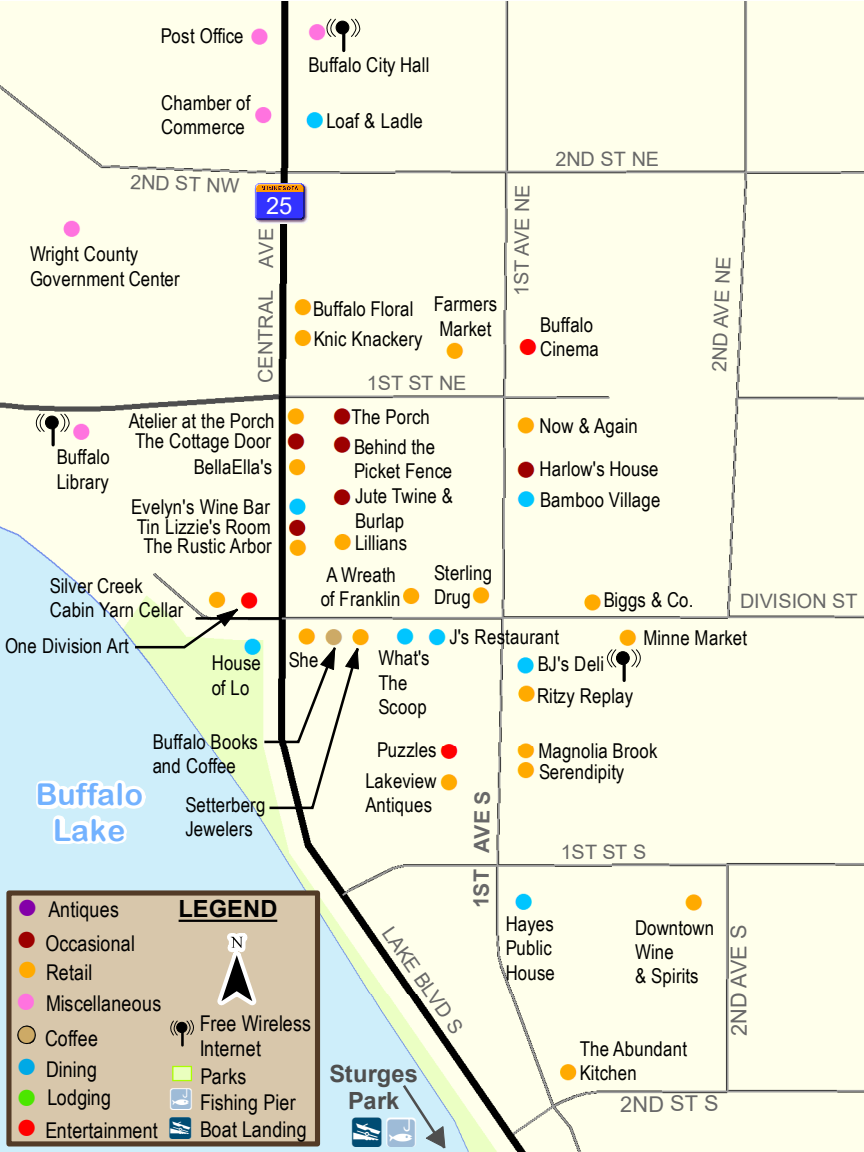 Post Office
Buffalo City Hall
Chamber of
Commerce
Loaf & Ladle
2ND ST NE
2ND ST NW
MINNESOTA
25
1ST AVE NE
Wright County
Government Center
CENTRAL AVE
2ND AVE NE
Buffalo Floral
Knic Knackery
Farmers
Market
Buffalo
Cinema
1ST ST NE
Atelier at the Porch
The Cottage Door
BellaElla's
The Porch
Behind the
Picket Fence
Now & Again
Buffalo
Library
Harlow's House
Bamboo Village
Jute Twine &
Burlap
Evelyn's Wine Bar
Tin Lizzie's Room
The Rustic Arbor
Lillians
Silver Creek
Cabin Yarn Cellar
A Wreath
of Franklin
Sterling
Drug
Biggs & Co.
DIVISION ST
One Division Art
House
of Lo
She
What's
The
Scoop
J's Restaurant
Minne Market
BJ's Deli
Ritzy Replay
Buffalo Books
and Coffee
Puzzles
Magnolia Brook
Serendipity
Setterberg
Jewelers
Lakeview
Antiques
Buffalo
Lake
1ST AVE S
1ST ST S
Hayes
Public
House
Downtown
Wine
& Spirits
LAKE BLVD S
2ND AVE S
The Abundant
Kitchen
2ND ST S
Sturges
Park
LEGEND
Antiques
Occasional
Retail
Miscellaneous
Coffee
Dining
Lodging
Entertainment
N
Free Wireless
Internet
Parks
Fishing Pier
Boat Landing